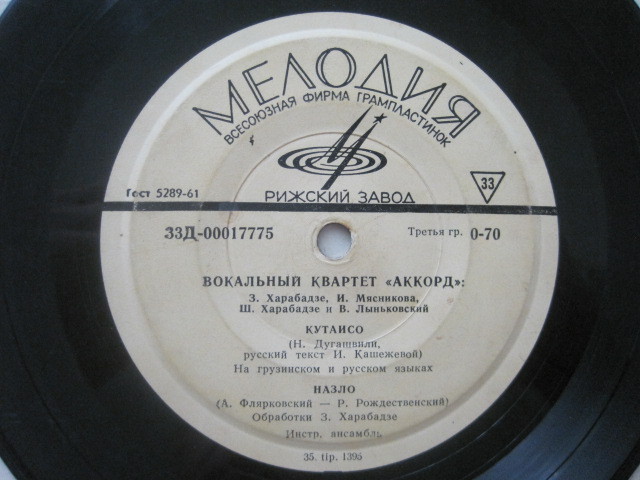 МЕЛОДИЯ
ВСЕСОЮЗНАЯ ФИРМА ГРАМПЛАСТИНОК
Гост 5289-61
РИЖСКИЙ ЗАВОД
33
33Д-00017775
Третья гр. 0-70
ВОКАЛЬНЫЙ КВАРТЕТ «АККОРД»:
З. Харабадзе, И. Мясникова,
Ш. Харабадзе и В. Лыньковский
КУТАИСО
(Н. Дугашвили,
русский текст И. Кашежевой)
На грузинском и русском языках
НАЗЛО
(А. Флярковский — Р. Рождественский)
Обработки З. Харабадзе
Инстр. ансамбль
35. tip. 1395